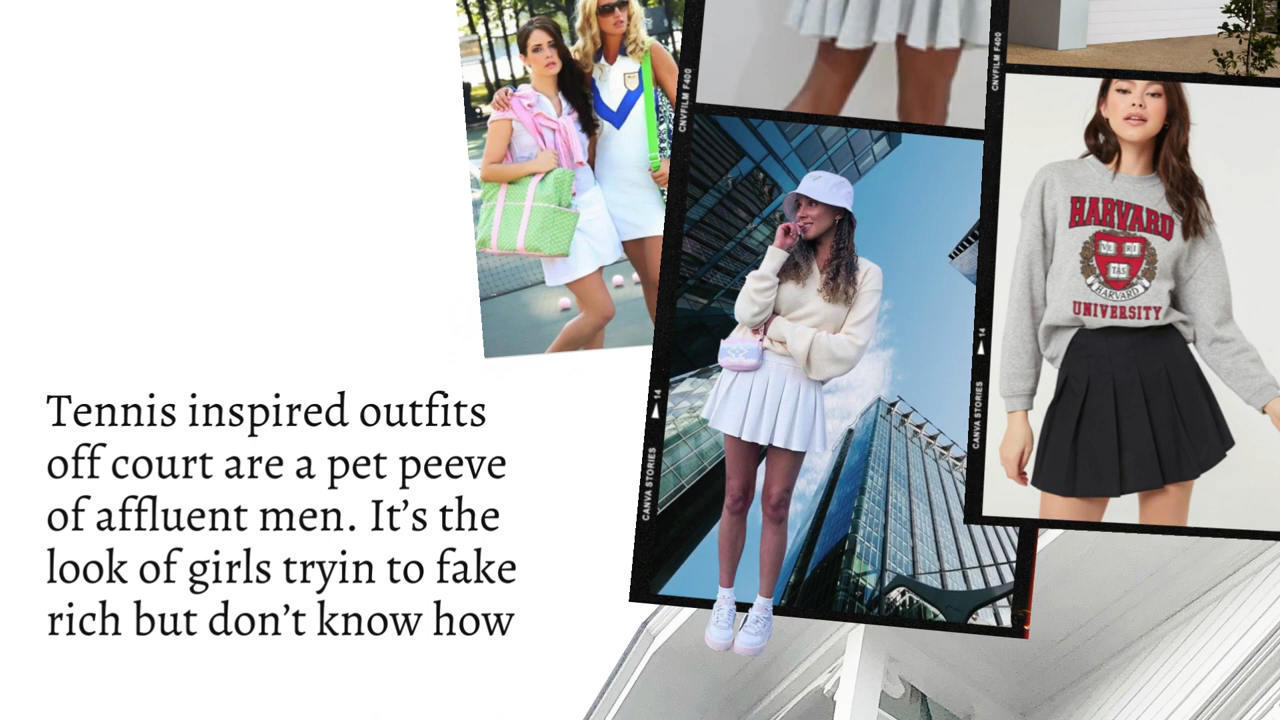 Tennis inspired outfits
off court are a pet peeve
of affluent men. It’s the
look of girls tryin to fake
rich but don’t know how
CNVFILM F400
14
CANVA STORIES
CNVFILM F400
14
CANVA STORIES
HARVARD
VE RI
TAS
HARVARD
UNIVERSITY